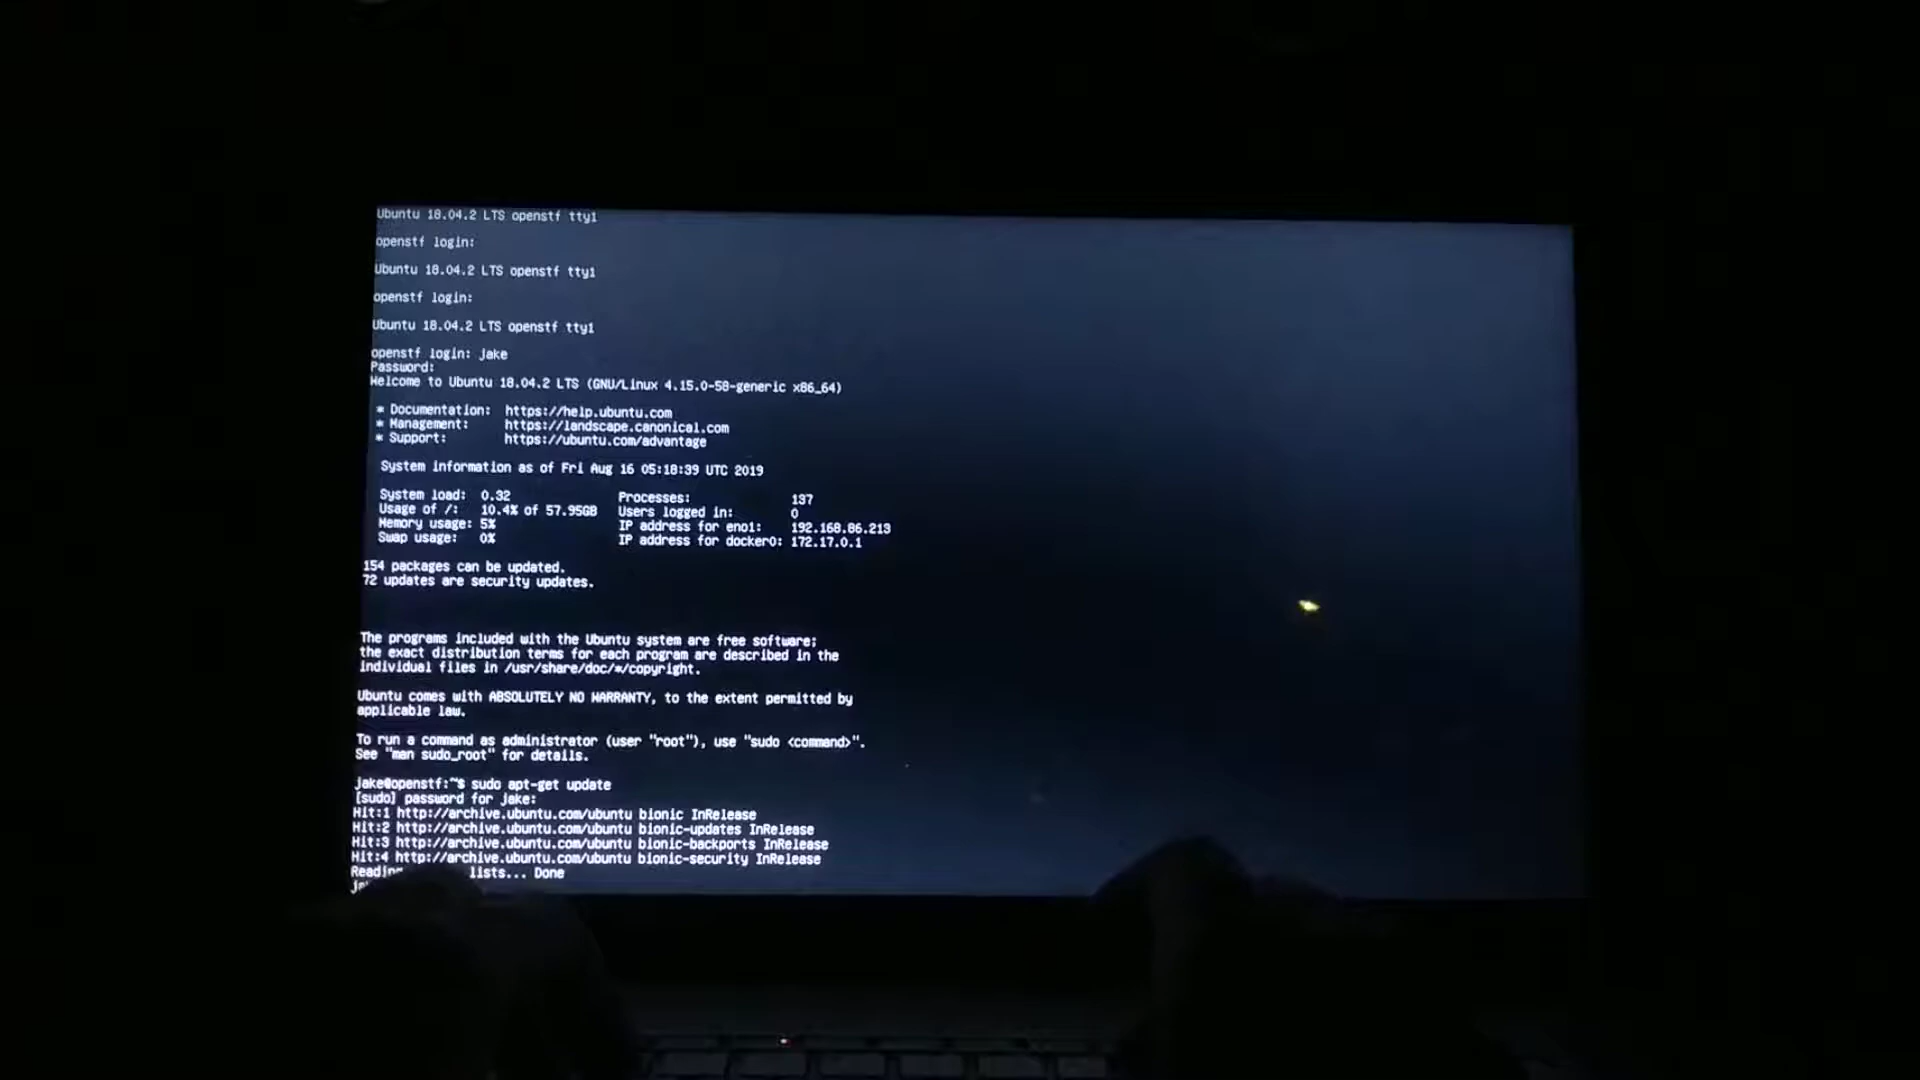 Ubuntu 18.04.2 LTS openstf tty1
openstf login:
Ubuntu 18.04.2 LTS openstf tty1
openstf login:
Ubuntu 18.04.2 LTS openstf tty1
openstf login: jake
Password:
Welcome to Ubuntu 18.04.2 LTS (GNU/Linux 4.15.0-58-generic x86_64)
* Documentation: https://help.ubuntu.com
* Management: https://landscape.canonical.com
* Support: https://ubuntu.com/advantage
System information as of Fri Aug 16 05:18:39 UTC 2019
System load: 0.32 Processes: 137
Usage of /: 10.4% of 57.95GB Users logged in: 0
Memory usage: 5% IP address for eno1: 192.168.86.213
Swap usage: 0% IP address for docker0: 172.17.0.1
154 packages can be updated.
72 updates are security updates.
The programs included with the Ubuntu system are free software;
the exact distribution terms for each program are described in the
individual files in /usr/share/doc/*/copyright.
Ubuntu comes with ABSOLUTELY NO WARRANTY, to the extent permitted by
applicable law.
To run a command as administrator (user "root"), use "sudo <command>".
See "man sudo_root" for details.
jake@openstf:~$ sudo apt-get update
[sudo] password for jake:
Hit:1 http://archive.ubuntu.com/ubuntu bionic InRelease
Hit:2 http://archive.ubuntu.com/ubuntu bionic-updates InRelease
Hit:3 http://archive.ubuntu.com/ubuntu bionic-backports InRelease
Hit:4 http://archive.ubuntu.com/ubuntu bionic-security InRelease
Reading lists... Done